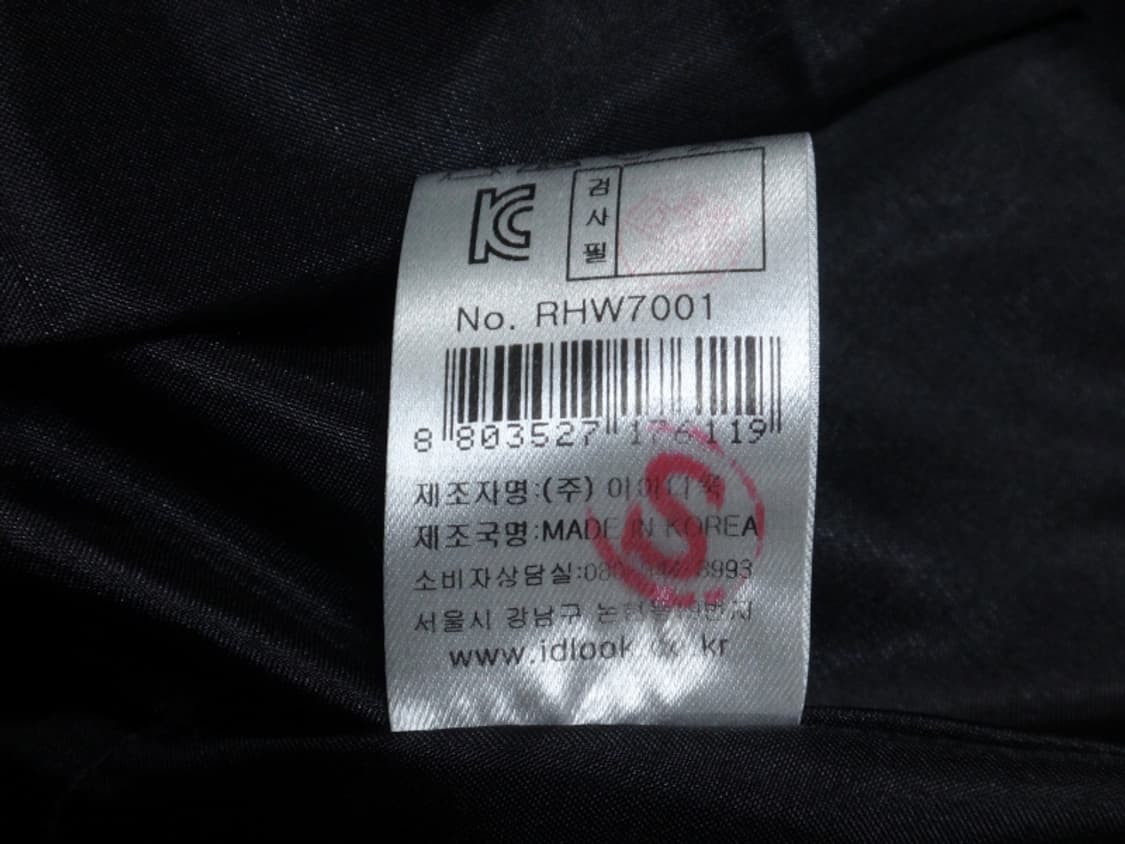 KC
검사필
No. RHW7001
8 803527 176119
제조자명:(주) 아이디룩
제조국명:MADE IN KOREA
소비자상담실:
서울시 강남구
www.idlook.co.kr
S